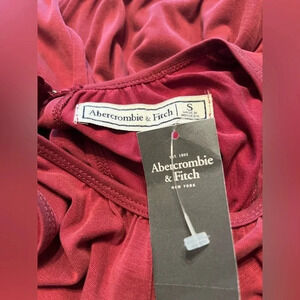 Abercrombie & Fitch
S
EST. 1892
Abercrombie
& Fitch
NEW YORK